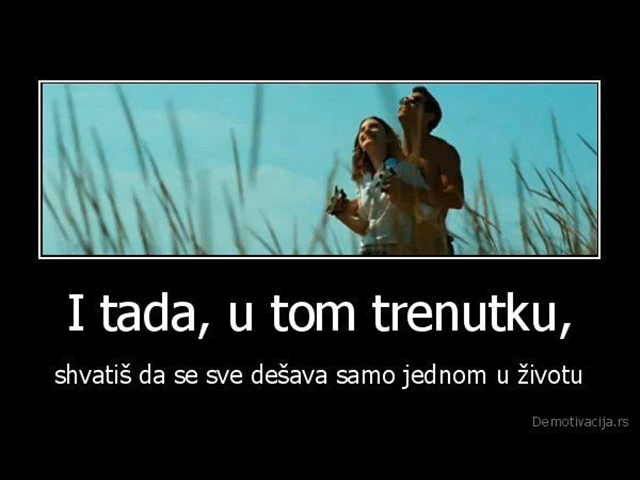 I tada, u tom trenutku,
shvatiš da se sve dešava samo jednom u životu
Demotivacija.rs